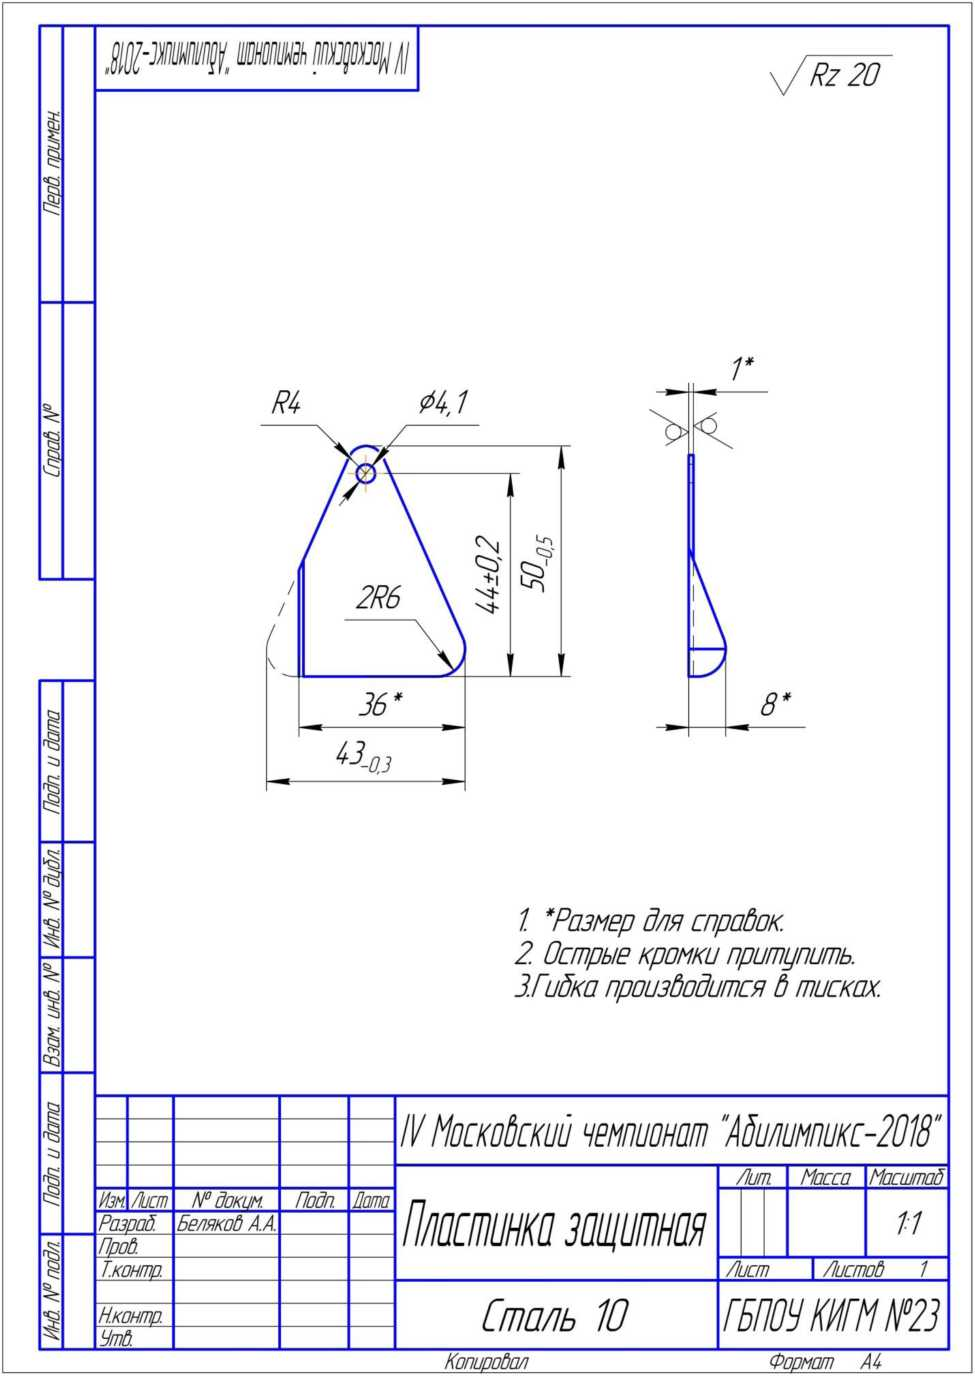 IV Московский чемпионат "Абилимпикс-2018"
Rz 20
Перв. примен.
Справ. №
Подп. и дата
Инв. № дубл.
Взам. инв. №
Подп. и дата
Инв. № подл.
1*
R4
⌀4,1
44±0,2
50-0,5
2R6
36*
43-0,3
8*
1. *Размер для справок.
2. Острые кромки притупить.
3.Гибка производится в тисках.
IV Московский чемпионат "Абилимпикс-2018"
Изм. Лист № докум. Подп. Дата
Разраб. Беляков А.А.
Пров.
Т.контр.
Н.контр.
Утв.
Пластинка защитная
Лит. Масса Масштаб
1:1
Лист Листов 1
Сталь 10
ГБПОУ КИГМ №23
Копировал Формат А4